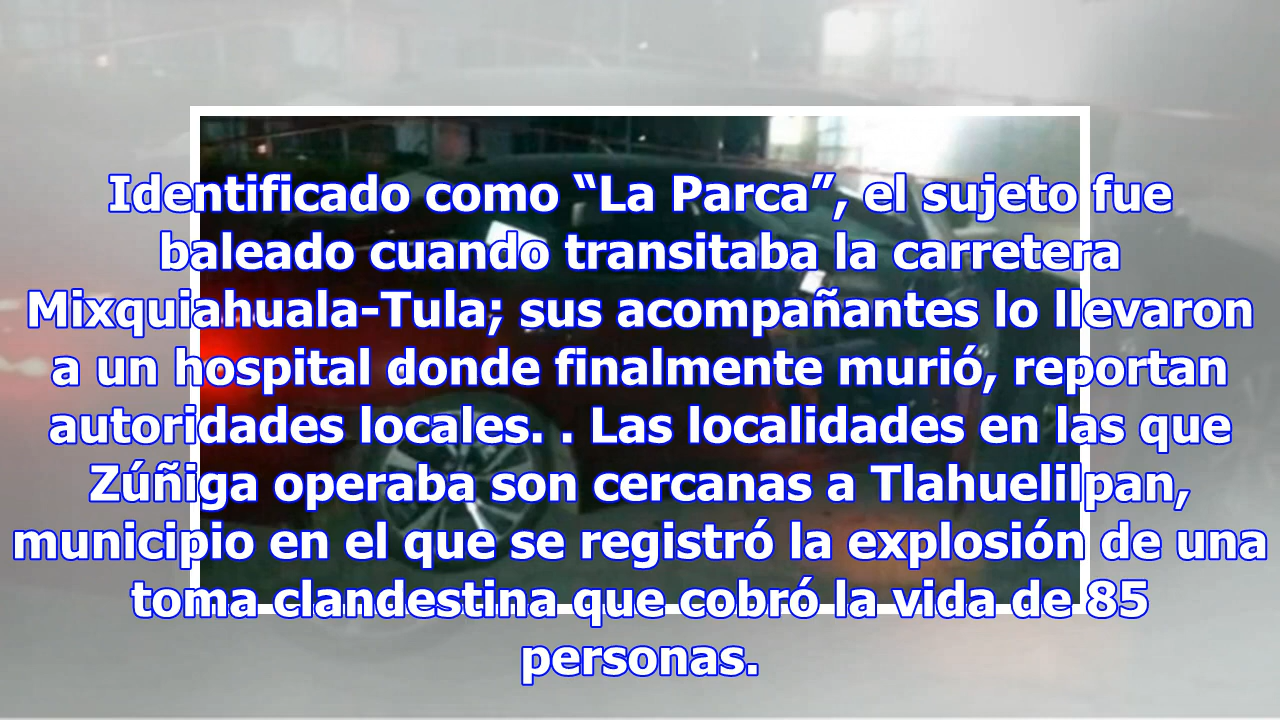 Identificado como “La Parca”, el sujeto fue
baleado cuando transitaba la carretera
Mixquiahuala-Tula; sus acompañantes lo llevaron
a un hospital donde finalmente murió, reportan
autoridades locales. . Las localidades en las que
Zúñiga operaba son cercanas a Tlahuelilpan,
municipio en el que se registró la explosión de una
toma clandestina que cobró la vida de 85
personas.